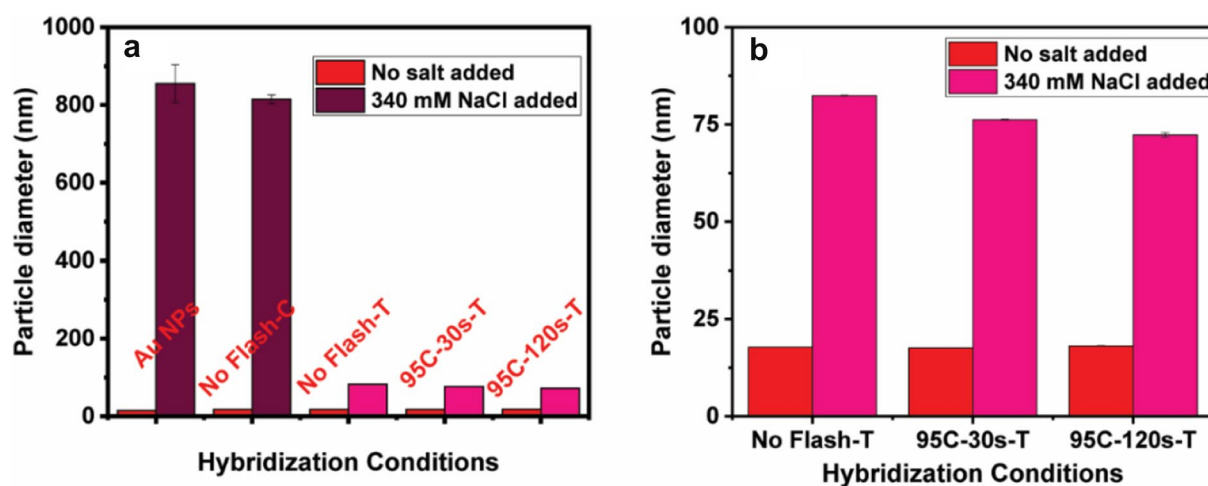 a
No salt added
340 mM NaCl added
Particle diameter (nm)
1000
800
600
400
200
0
Au NPs
No Flash-C
No Flash-T
95C-30s-T
95C-120s-T
Hybridization Conditions
b
No salt added
340 mM NaCl added
Particle diameter (nm)
100
75
50
25
0
No Flash-T 95C-30s-T 95C-120s-T
Hybridization Conditions